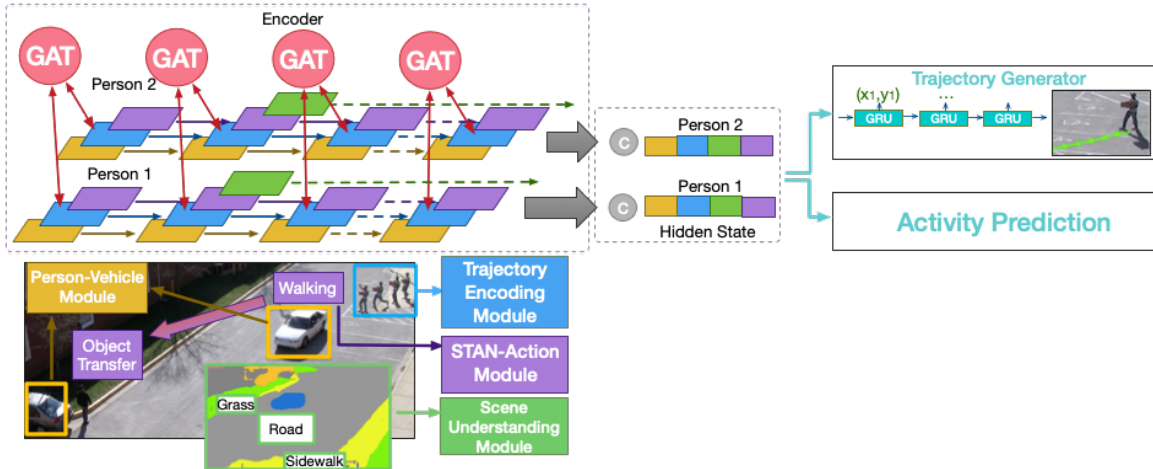 Encoder
GAT
GAT
GAT
GAT
Person 2
Person 1
C
Person 2
C
Person 1
Hidden State
Trajectory Generator
(x1,y1)
...
GRU
GRU
GRU
Activity Prediction
Person-Vehicle
Module
Walking
Object
Transfer
Grass
Road
Sidewalk
Trajectory
Encoding
Module
STAN-Action
Module
Scene
Understanding
Module